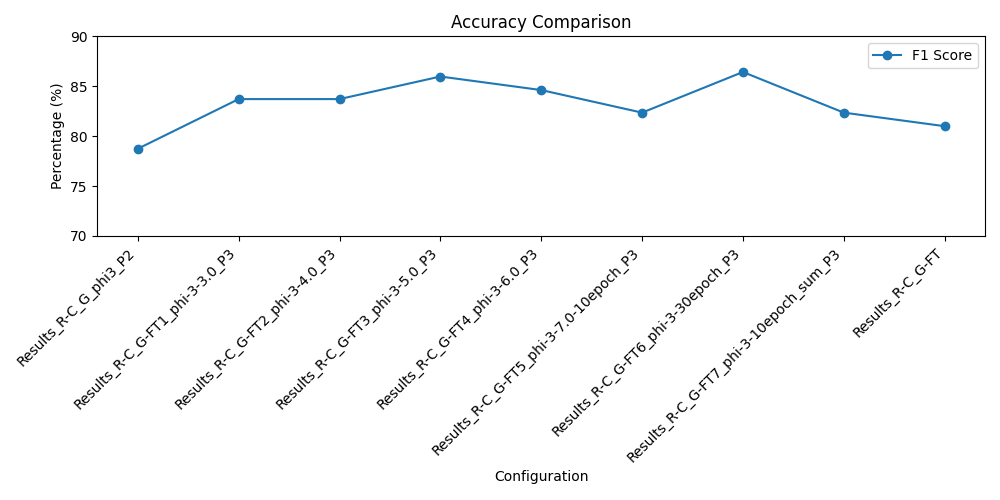 Accuracy Comparison
F1 Score
Percentage (%)
90
85
80
75
70
Results_R-C_G_phi3_P2
Results_R-C_G-FT1_phi-3-3.0_P3
Results_R-C_G-FT2_phi-3-4.0_P3
Results_R-C_G-FT3_phi-3-5.0_P3
Results_R-C_G-FT4_phi-3-6.0_P3
Results_R-C_G-FT5_phi-3-7.0-10epoch_P3
Results_R-C_G-FT6_phi-3-30epoch_P3
Results_R-C_G-FT7_phi-3-10epoch_sum_P3
Results_R-C_G-FT
Configuration